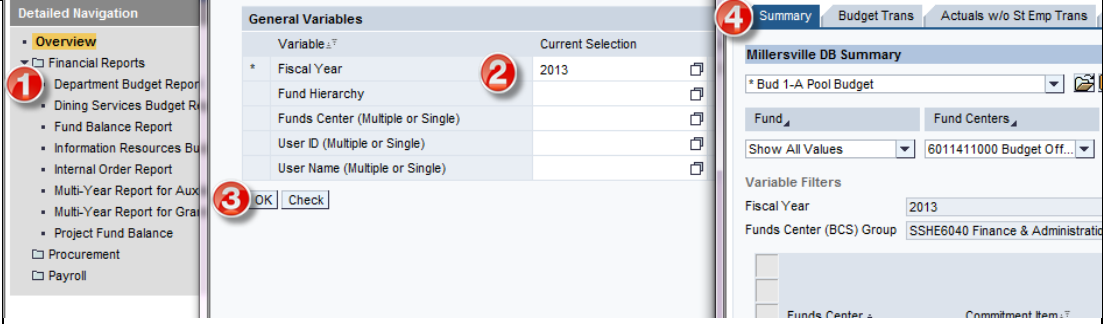 Detailed Navigation
Overview
Financial Reports
1
Department Budget Repor
Dining Services Budget R
Fund Balance Report
Information Resources Bu
Internal Order Report
Multi-Year Report for Aux
Multi-Year Report for Gran
Project Fund Balance
Procurement
Payroll
General Variables
Variable Current Selection
* Fiscal Year 2 2013
Fund Hierarchy
Funds Center (Multiple or Single)
User ID (Multiple or Single)
User Name (Multiple or Single)
3 OK Check
4 Summary Budget Trans Actuals w/o St Emp Trans
Millersville DB Summary
* Bud 1-A Pool Budget
Fund Fund Centers
Show All Values 6011411000 Budget Off...
Variable Filters
Fiscal Year 2013
Funds Center (BCS) Group SSHE6040 Finance & Administratio
Funds Center Commitment Item